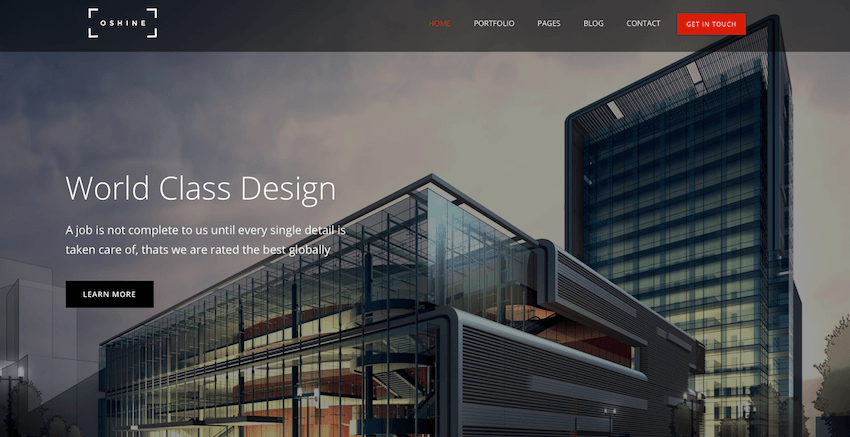 OSHINE
HOME PORTFOLIO PAGES BLOG CONTACT GET IN TOUCH
World Class Design
A job is not complete to us until every single detail is
taken care of, thats we are rated the best globally
LEARN MORE